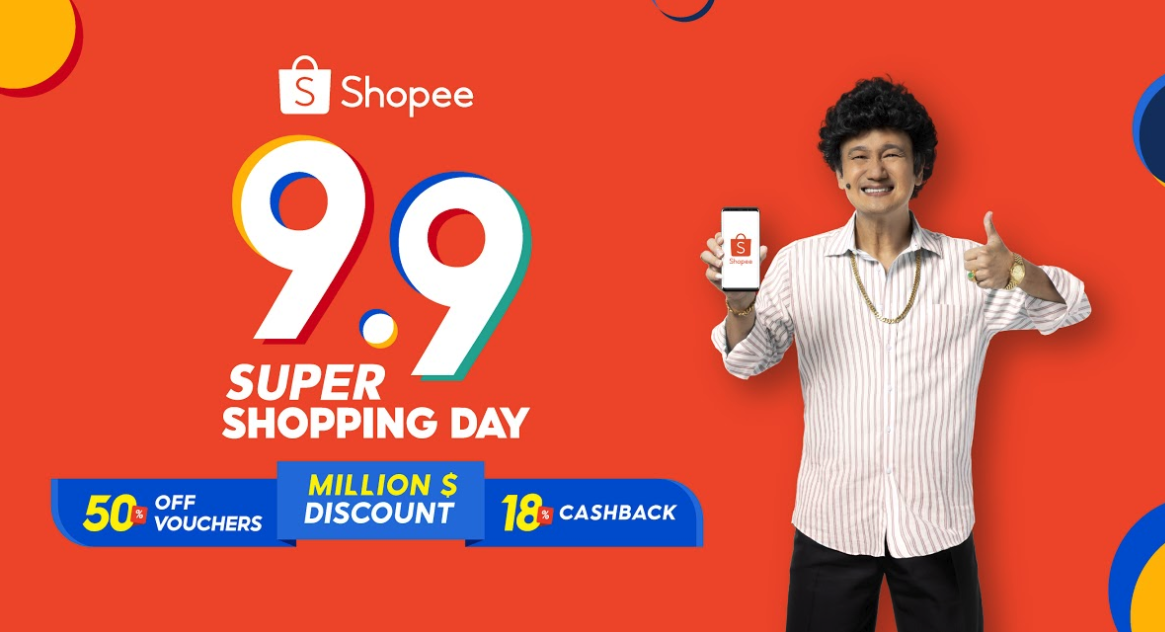 Shopee
9.9
SUPER
SHOPPING DAY
50% OFF
VOUCHERS
MILLION $
DISCOUNT
18% CASHBACK
S
Shopee